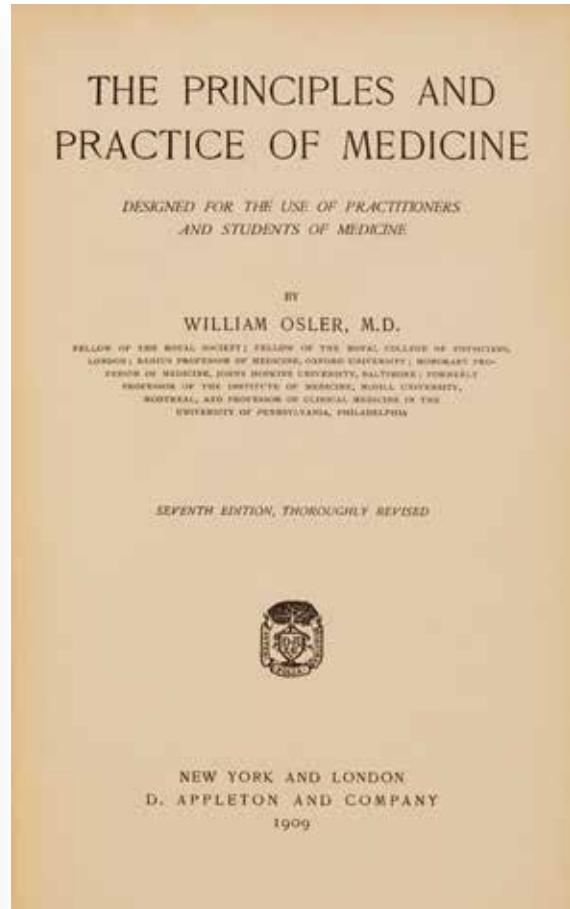 THE PRINCIPLES AND
PRACTICE OF MEDICINE
DESIGNED FOR THE USE OF PRACTITIONERS
AND STUDENTS OF MEDICINE
BY
WILLIAM OSLER, M.D.
FELLOW OF THE ROYAL SOCIETY; FELLOW OF THE ROYAL COLLEGE OF PHYSICIANS,
LONDON; REGIUS PROFESSOR OF MEDICINE, OXFORD UNIVERSITY; HONORARY PRO-
FESSOR OF MEDICINE, JOHNS HOPKINS UNIVERSITY, BALTIMORE; FORMERLY
PROFESSOR OF THE INSTITUTE OF MEDICINE, MCGILL UNIVERSITY,
MONTREAL, AND PROFESSOR OF CLINICAL MEDICINE IN THE
UNIVERSITY OF PENNSYLVANIA, PHILADELPHIA
SEVENTH EDITION, THOROUGHLY REVISED
NEW YORK AND LONDON
D. APPLETON AND COMPANY
1909